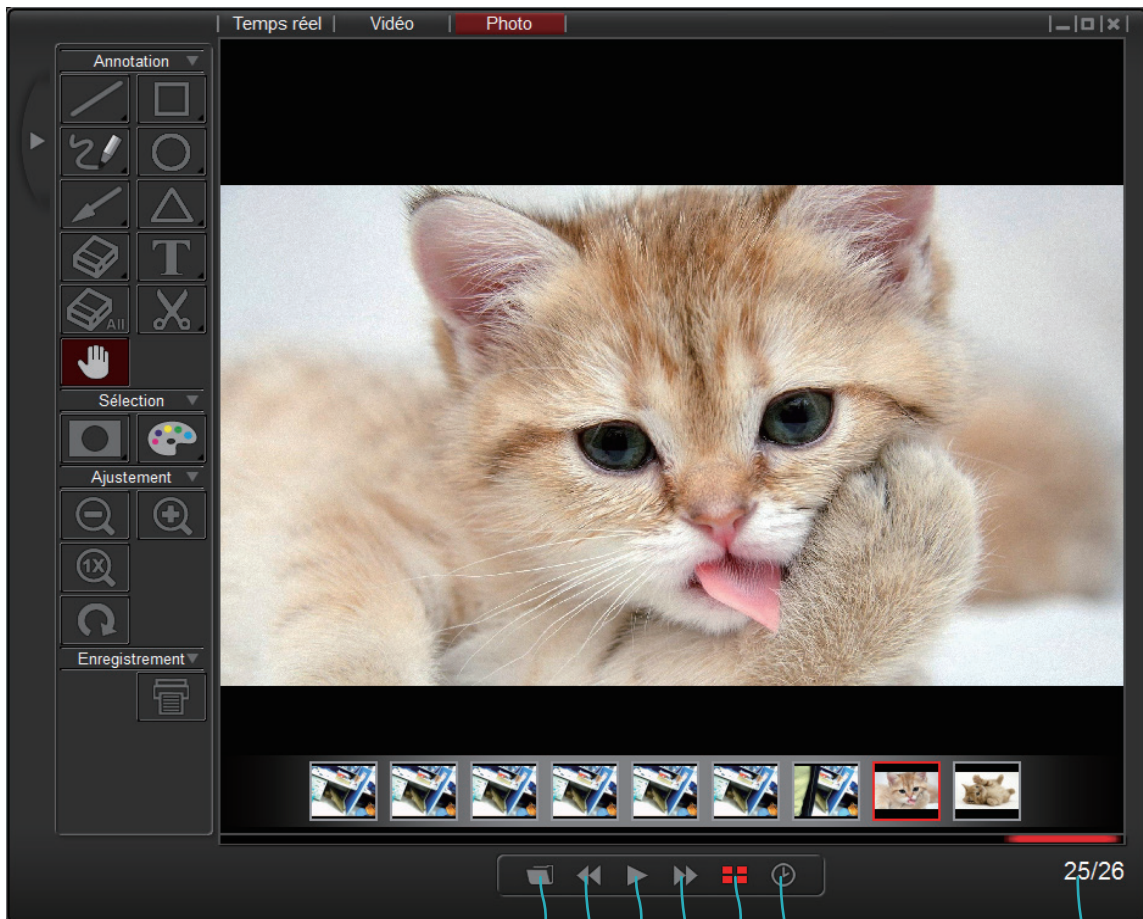 Temps réel
Vidéo
Photo
Annotation
T
All
Sélection
Ajustement
1X
Enregistrement
25/26